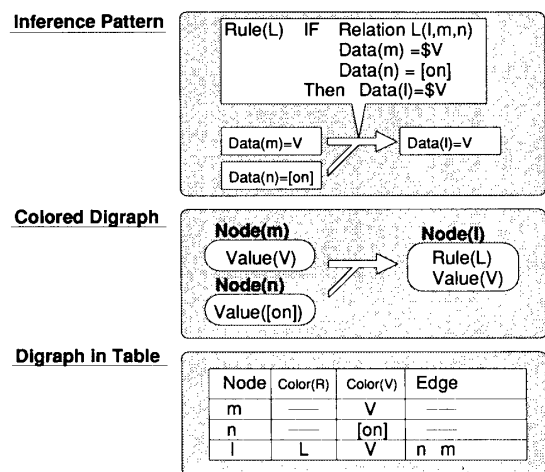 Inference Pattern
Rule(L) IF Relation L(l,m,n)
Data(m) =$V
Data(n) = [on]
Then Data(l)=$V
Data(m)=V
Data(l)=V
Data(n)=[on]
Colored Digraph
Node(m)
Node(l)
Value(V)
Rule(L)
Value(V)
Node(n)
Value([on])
Digraph in Table
Node Color(R) Color(V) Edge
m — V —
n — [on] —
l L V n m